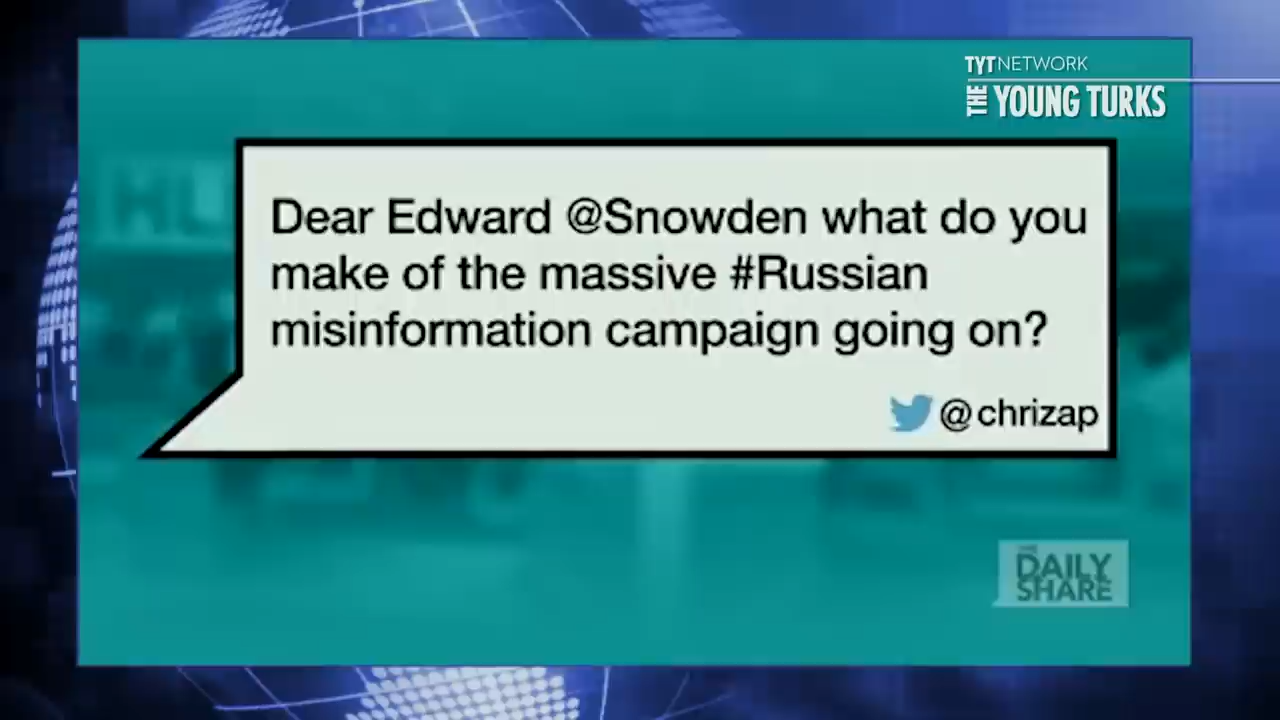 TYTNETWORK
THE YOUNG TURKS
Dear Edward @Snowden what do you
make of the massive #Russian
misinformation campaign going on?
@chrizap
THE
DAILY
SHARE